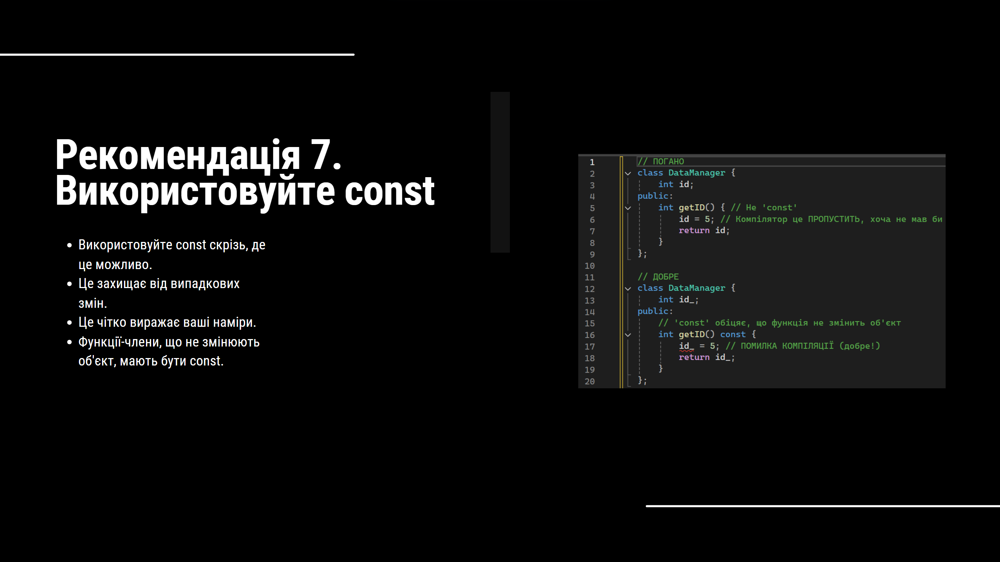 Рекомендація 7.
Використовуйте const
• Використовуйте const скрізь, де
це можливо.
• Це захищає від випадкових
змін.
• Це чітко виражає ваші наміри.
• Функції-члени, що не змінюють
об'єкт, мають бути const.
1 // ПОГАНО
2 class DataManager {
3     int id;
4 public:
5     int getID() { // Не 'const'
6         id = 5; // Компілятор це ПРОПУСТИТЬ, хоча не мав би
7         return id;
8     }
9 };
10
11 // ДОБРЕ
12 class DataManager {
13     int id_;
14 public:
15     // 'const' обіцяє, що функція не змінить об'єкт
16     int getID() const {
17         id_ = 5; // ПОМИЛКА КОМПІЛЯЦІЇ (добре!)
18         return id_;
19     }
20 };